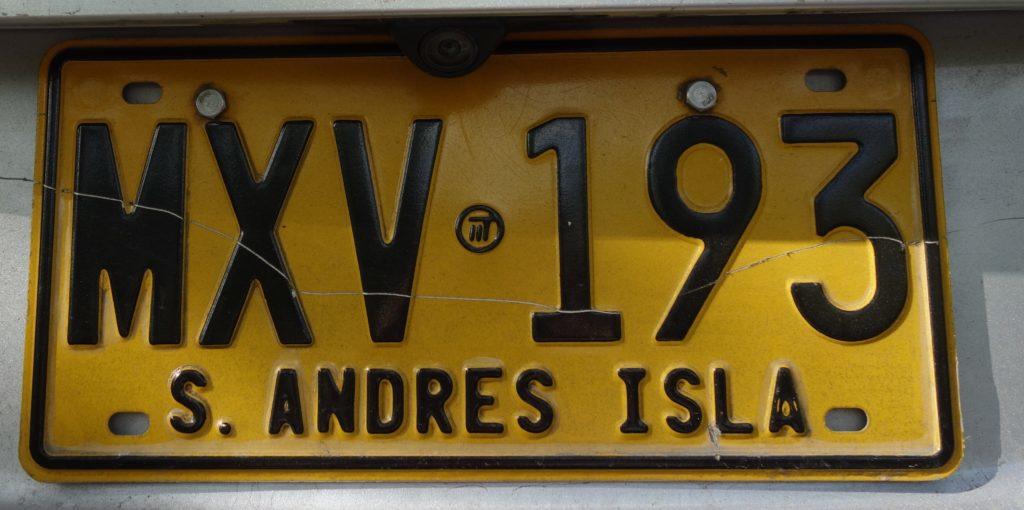 MXV 193
S. ANDRES ISLA